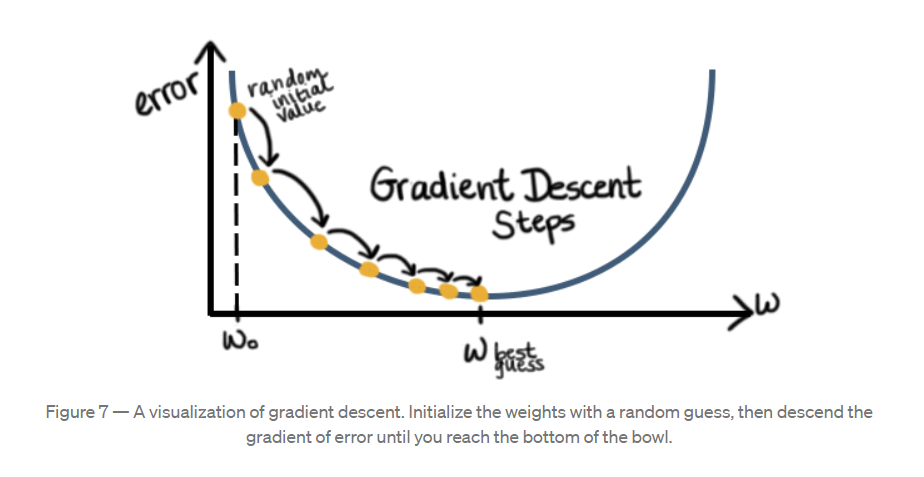 error
random
initial
value
Gradient Descent
Steps
w
w₀
w best
guess
Figure 7 — A visualization of gradient descent. Initialize the weights with a random guess, then descend the
gradient of error until you reach the bottom of the bowl.